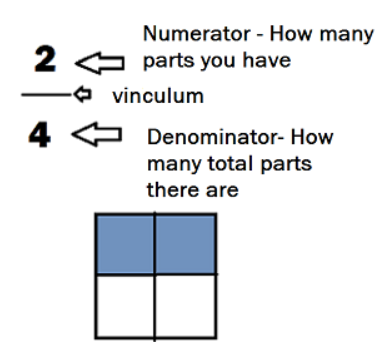 Numerator - How many
2 parts you have
vinculum
4 Denominator- How
many total parts
there are